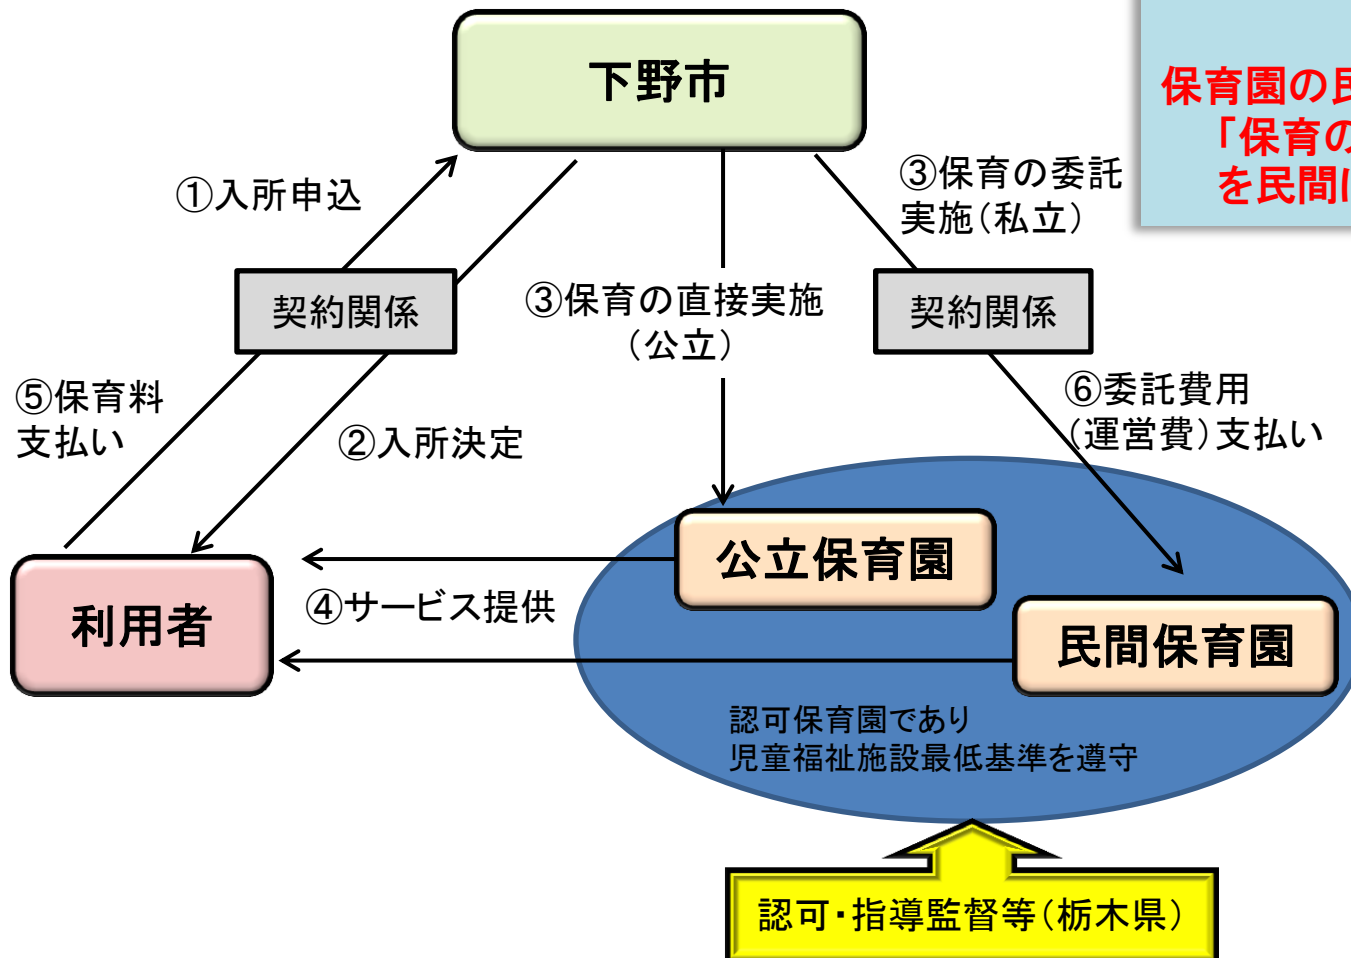 下野市
保育園の民
「保育の
を民間に
①入所申込
③保育の委託
実施(私立)
契約関係
③保育の直接実施
(公立)
契約関係
⑤保育料
支払い
②入所決定
⑥委託費用
(運営費)支払い
公立保育園
④サービス提供
利用者
民間保育園
認可保育園であり
児童福祉施設最低基準を遵守
認可・指導監督等(栃木県)